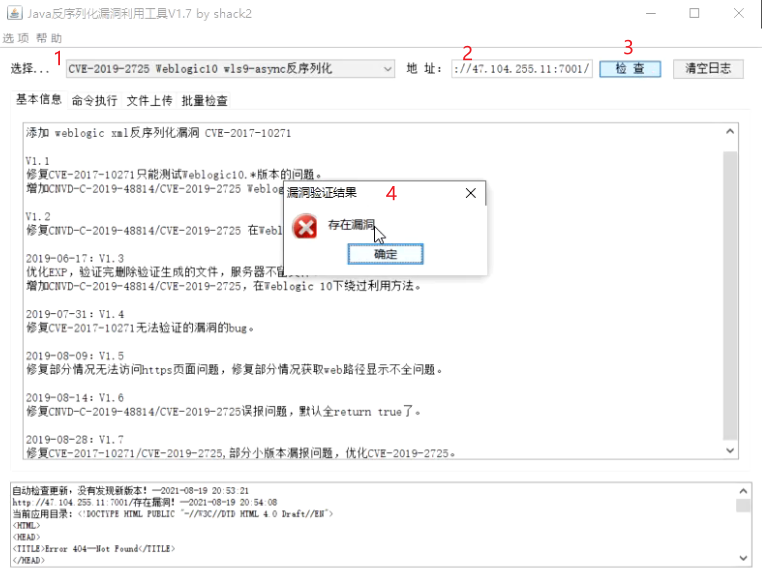 Java反序列化漏洞利用工具V1.7 by shack2
选项 帮助
1
2
3
选择... CVE-2019-2725 Weblogic10 wls9-async反序列化 地 址: ://47.104.255.11:7001/ 检 查 清空日志
基本信息 命令执行 文件上传 批量检查
添加 weblogic xml反序列化漏洞 CVE-2017-10271
V1.1
修复CVE-2017-10271只能测试Weblogic10.*版本的问题。
增加CNVD-C-2019-48814/CVE-2019-2725
漏洞验证结果 4
存在漏洞
确定
V1.2
修复CNVD-C-2019-48814/CVE-2019-2725 在
2019-06-17: V1.3
优化EXP，验证完删除验证生成的文件，服务器不
增加CNVD-C-2019-48814/CVE-2019-2725，在Weblogic 10下绕过利用方法。
2019-07-31: V1.4
修复CVE-2017-10271无法验证的漏洞的bug。
2019-08-09: V1.5
修复部分情况无法访问https页面问题，修复部分情况获取web路径显示不全问题。
2019-08-14: V1.6
修复CNVD-C-2019-48814/CVE-2019-2725误报问题，默认全return true了。
2019-08-28: V1.7
修复CVE-2017-10271/CVE-2019-2725,部分小版本漏报问题，优化CVE-2019-2725。
自动检查更新，没有发现新版本！--2021-08-19 20:53:21
http://47.104.255.11:7001/存在漏洞！--2021-08-19 20:54:08
当前应用目录：<!DOCTYPE HTML PUBLIC "-//W3C//DTD HTML 4.0 Draft//EN">
<HTML>
<HEAD>
<TITLE>Error 404--Not Found</TITLE>
</HEAD>